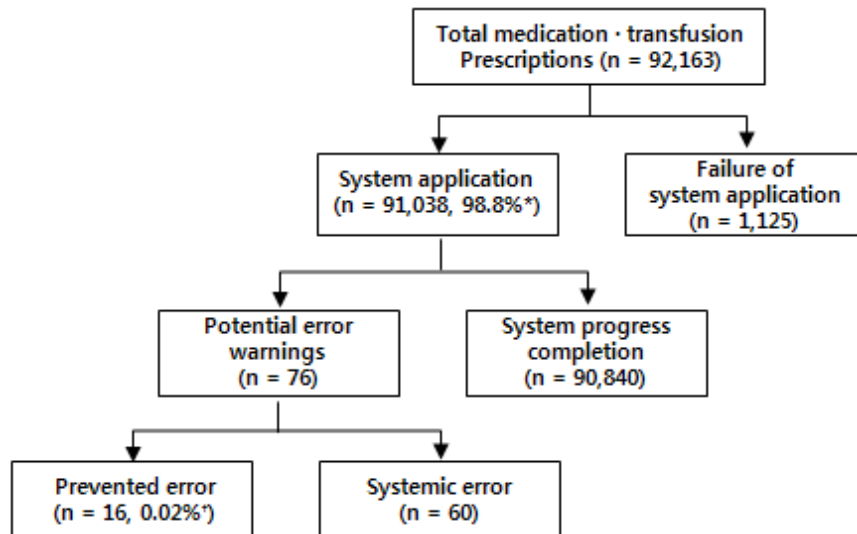 Total medication · transfusion
Prescriptions (n = 92,163)
System application
(n = 91,038, 98.8%*)
Failure of
system application
(n = 1,125)
Potential error
warnings
(n = 76)
System progress
completion
(n = 90,840)
Prevented error
(n = 16, 0.02%⁺)
Systemic error
(n = 60)